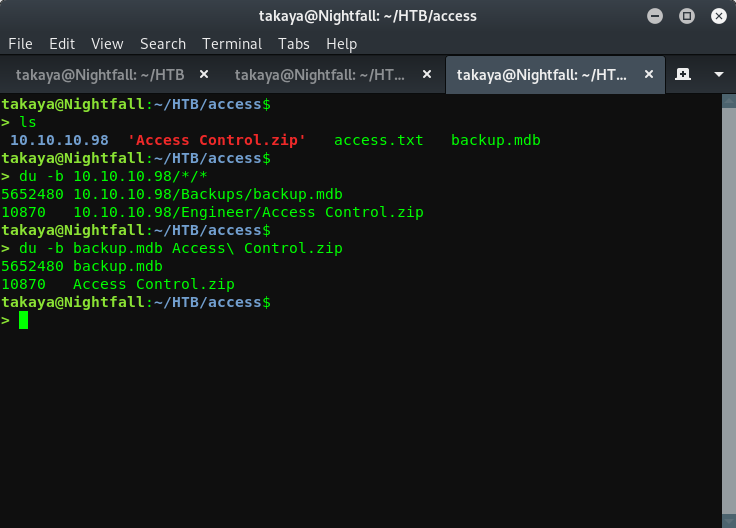 takaya@Nightfall: ~/HTB/access
File Edit View Search Terminal Tabs Help
takaya@Nightfall: ~/HTB takaya@Nightfall: ~/HT... takaya@Nightfall: ~/HT...
takaya@Nightfall:~/HTB/access$
> ls
10.10.10.98 'Access Control.zip' access.txt backup.mdb
takaya@Nightfall:~/HTB/access$
> du -b 10.10.10.98/*/*
5652480 10.10.10.98/Backups/backup.mdb
10870 10.10.10.98/Engineer/Access Control.zip
takaya@Nightfall:~/HTB/access$
> du -b backup.mdb Access\ Control.zip
5652480 backup.mdb
10870 Access Control.zip
takaya@Nightfall:~/HTB/access$
>